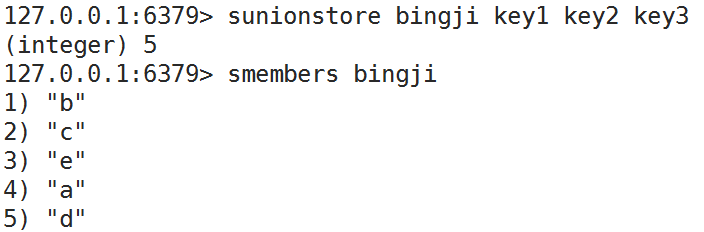 127.0.0.1:6379> sunionstore bingji key1 key2 key3
(integer) 5
127.0.0.1:6379> smembers bingji
1) "b"
2) "c"
3) "e"
4) "a"
5) "d"